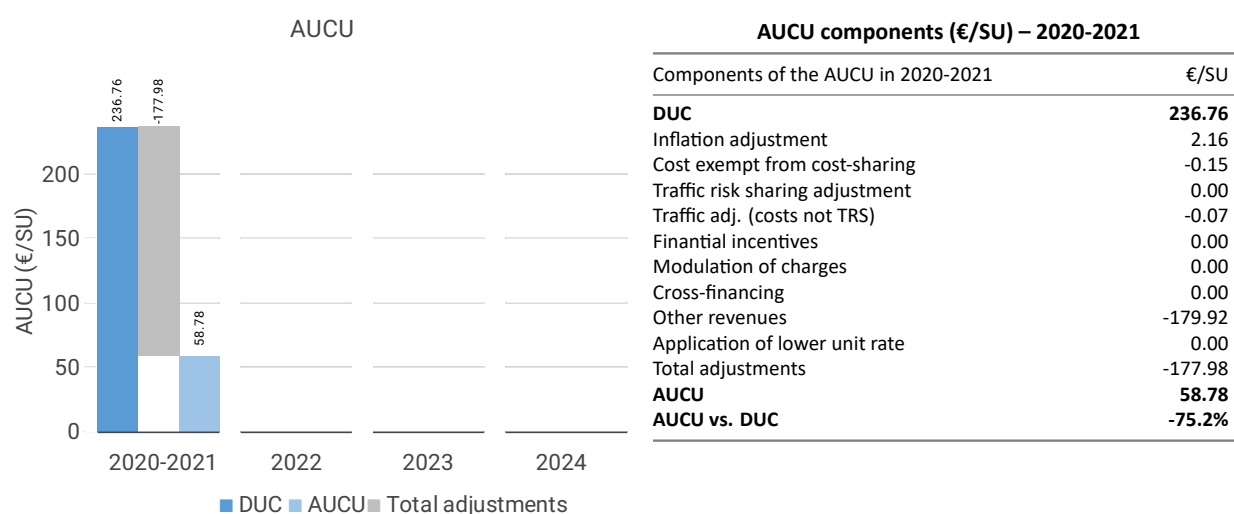 AUCU
236.76
-177.98
58.78
AUCU (€/SU)
200
150
100
50
0
2020-2021
2022
2023
2024
DUC AUCU Total adjustments
AUCU components (€/SU) – 2020-2021
Components of the AUCU in 2020-2021 €/SU
DUC 236.76
Inflation adjustment 2.16
Cost exempt from cost-sharing -0.15
Traffic risk sharing adjustment 0.00
Traffic adj. (costs not TRS) -0.07
Finantial incentives 0.00
Modulation of charges 0.00
Cross-financing 0.00
Other revenues -179.92
Application of lower unit rate 0.00
Total adjustments -177.98
AUCU 58.78
AUCU vs. DUC -75.2%